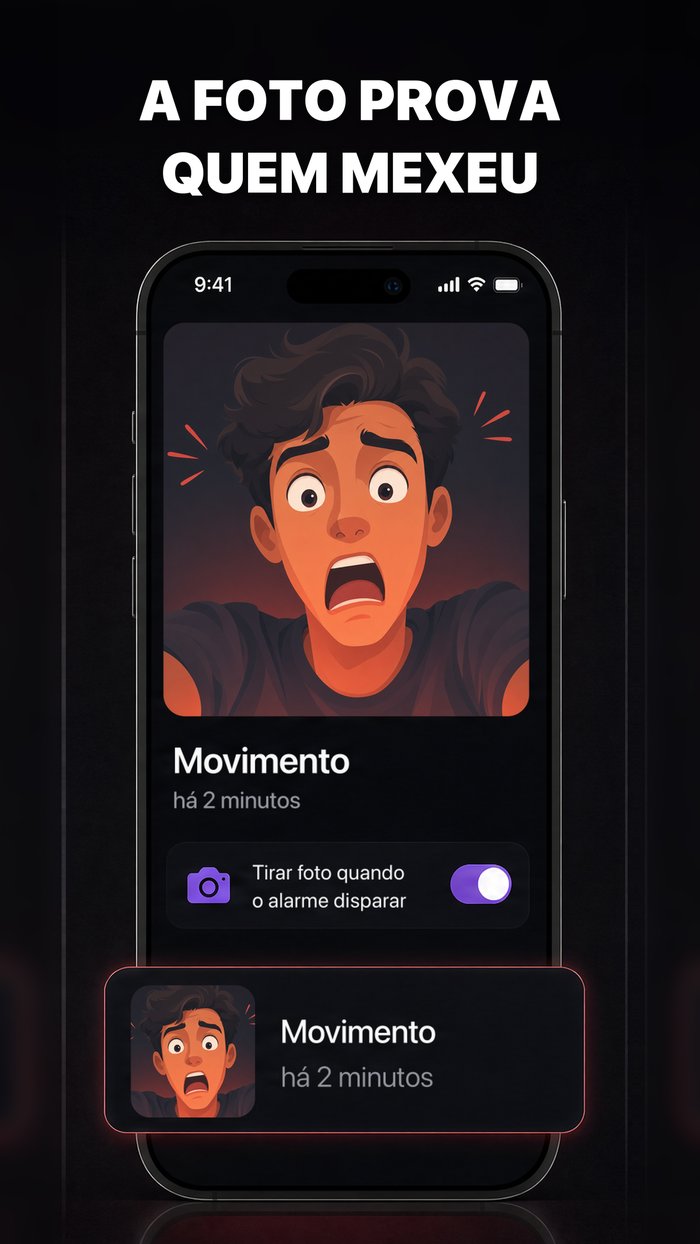 A FOTO PROVA
QUEM MEXEU
9:41
Movimento
há 2 minutos
Tirar foto quando
o alarme disparar
Movimento
há 2 minutos